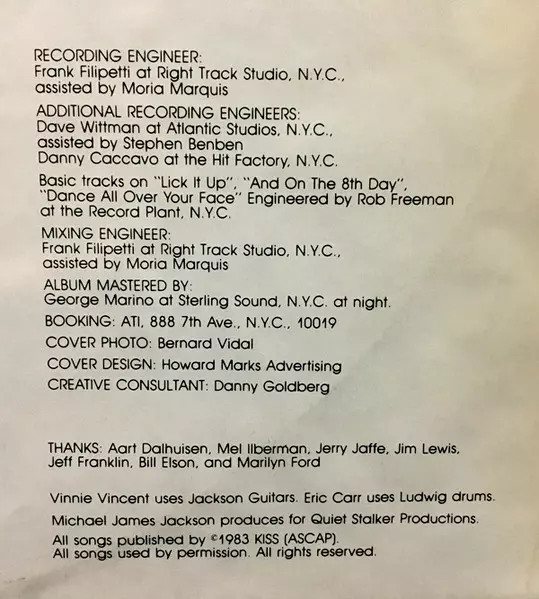 RECORDING ENGINEER:
Frank Filipetti at Right Track Studio, N.Y.C.,
assisted by Moria Marquis
ADDITIONAL RECORDING ENGINEERS:
Dave Wittman at Atlantic Studios, N.Y.C.,
assisted by Stephen Benben
Danny Caccavo at the Hit Factory, N.Y.C.
Basic tracks on "Lick It Up", "And On The 8th Day",
"Dance All Over Your Face" Engineered by Rob Freeman
at the Record Plant, N.Y.C.
MIXING ENGINEER:
Frank Filipetti at Right Track Studio, N.Y.C.,
assisted by Moria Marquis
ALBUM MASTERED BY:
George Marino at Sterling Sound, N.Y.C. at night.
BOOKING: ATI, 888 7th Ave., N.Y.C., 10019
COVER PHOTO: Bernard Vidal
COVER DESIGN: Howard Marks Advertising
CREATIVE CONSULTANT: Danny Goldberg
THANKS: Aart Dalhuisen, Mel Ilberman, Jerry Jaffe, Jim Lewis,
Jeff Franklin, Bill Elson, and Marilyn Ford
Vinnie Vincent uses Jackson Guitars. Eric Carr uses Ludwig drums.
Michael James Jackson produces for Quiet Stalker Productions.
All songs published by ©1983 KISS (ASCAP).
All songs used by permission. All rights reserved.